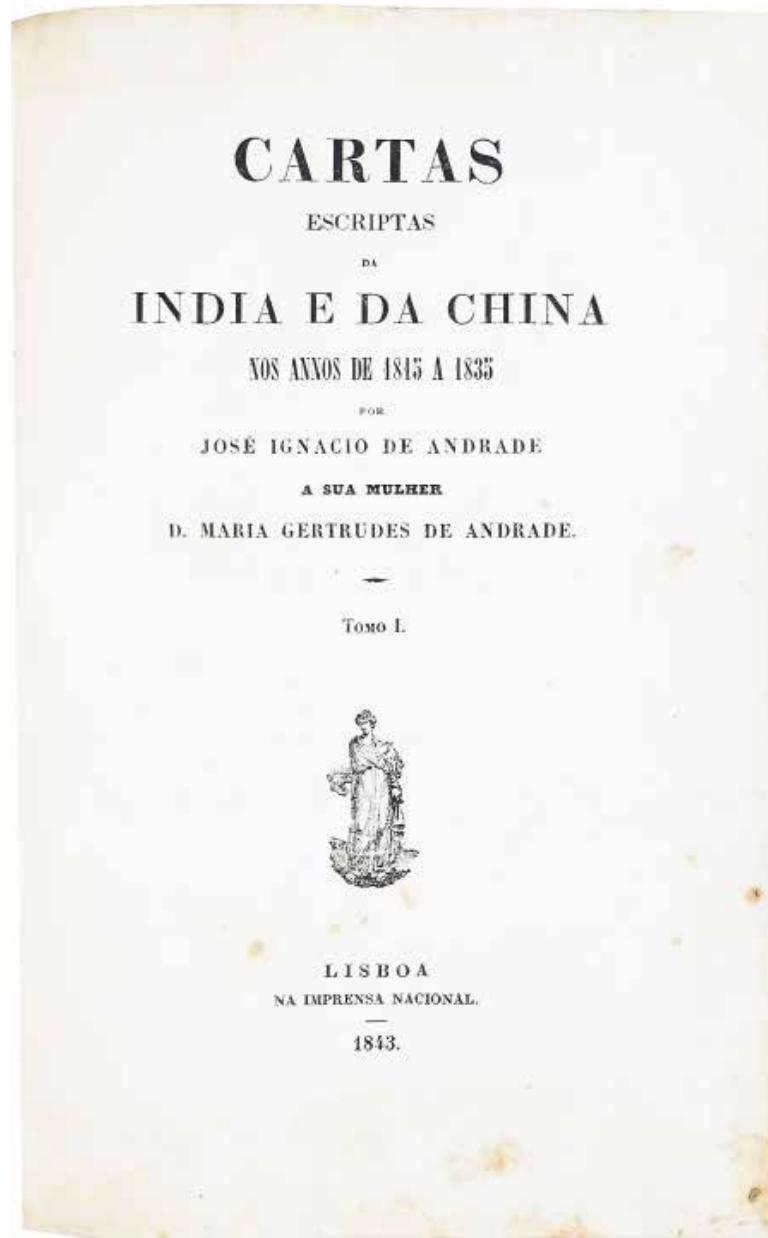 CARTAS
ESCRIPTAS
DA
INDIA E DA CHINA
NOS ANNOS DE 1815 A 1835
POR
JOSÉ IGNACIO DE ANDRADE
A SUA MULHER
D. MARIA GERTRUDES DE ANDRADE.
TOMO I.
LISBOA
NA IMPRENSA NACIONAL.
1843.